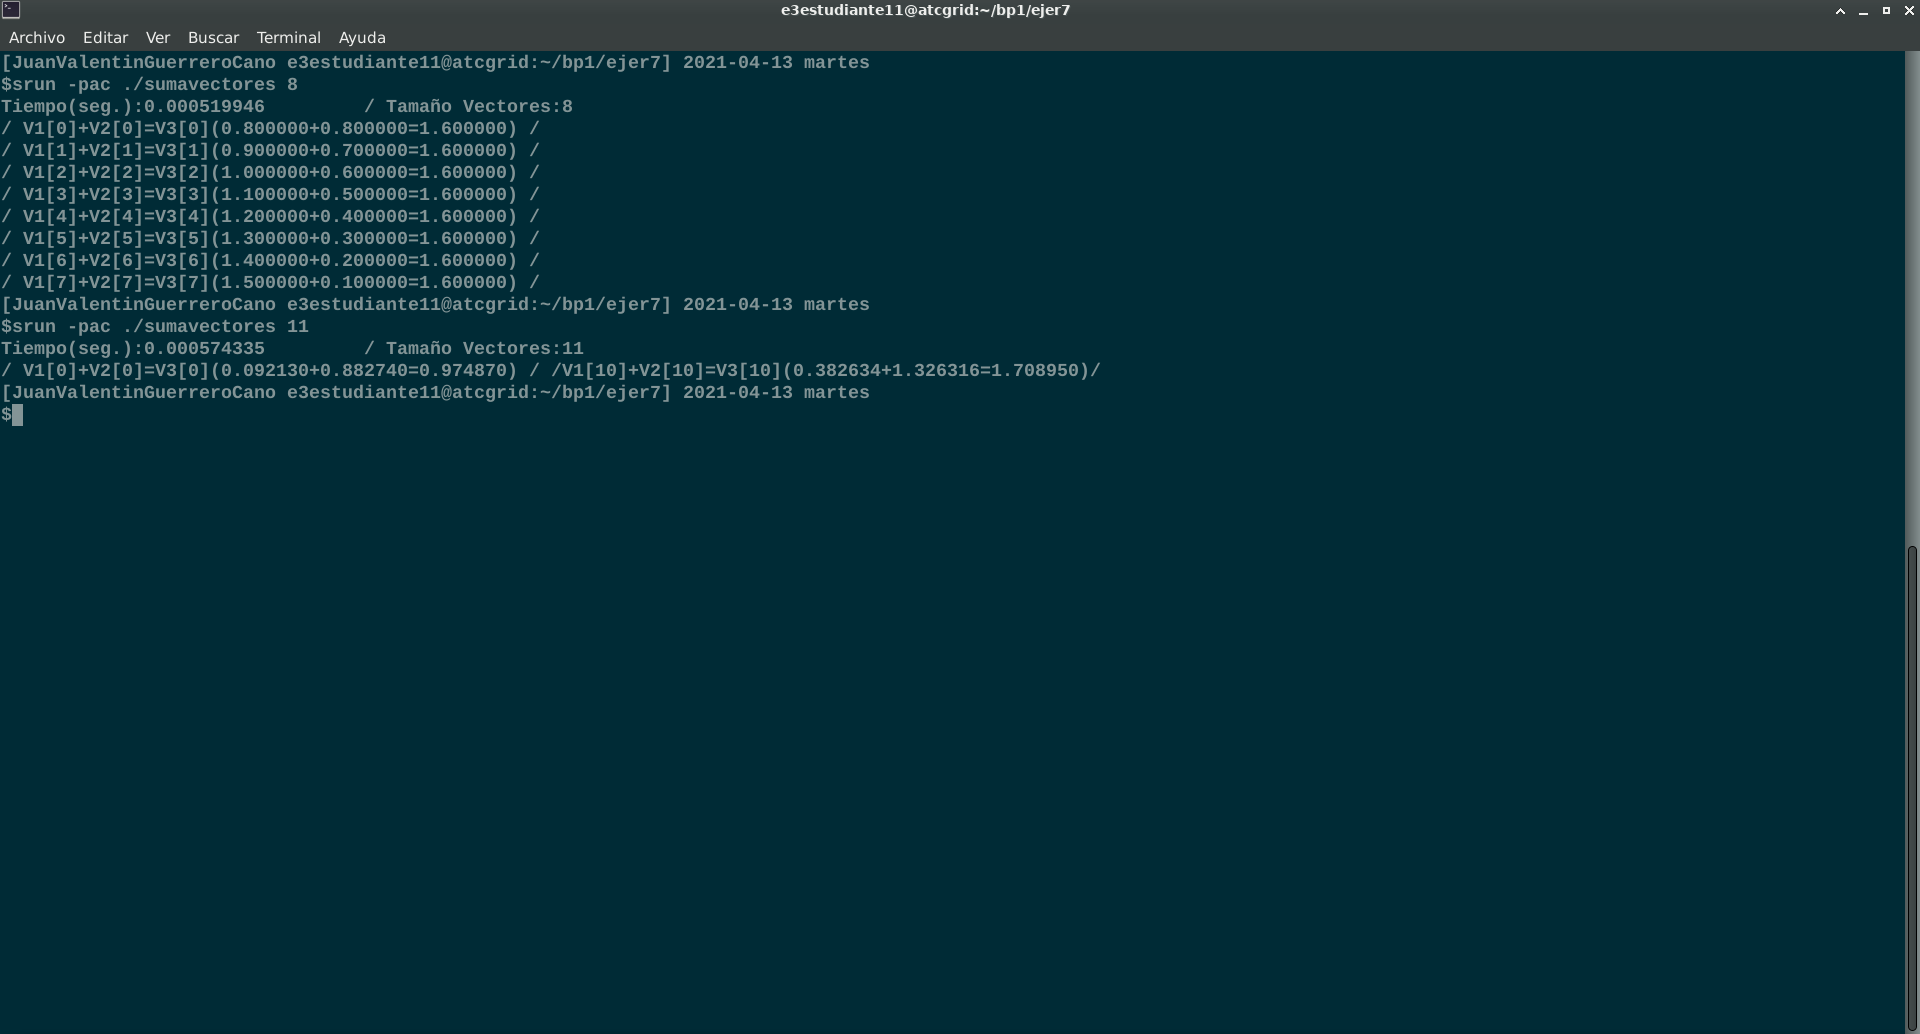 e3estudiante11@atcgrid:~/bp1/ejer7
Archivo Editar Ver Buscar Terminal Ayuda
[JuanValentinGuerreroCano e3estudiante11@atcgrid:~/bp1/ejer7] 2021-04-13 martes
$srun -pac ./sumavectores 8
Tiempo(seg.):0.000519946         / Tamaño Vectores:8
/ V1[0]+V2[0]=V3[0](0.800000+0.800000=1.600000) /
/ V1[1]+V2[1]=V3[1](0.900000+0.700000=1.600000) /
/ V1[2]+V2[2]=V3[2](1.000000+0.600000=1.600000) /
/ V1[3]+V2[3]=V3[3](1.100000+0.500000=1.600000) /
/ V1[4]+V2[4]=V3[4](1.200000+0.400000=1.600000) /
/ V1[5]+V2[5]=V3[5](1.300000+0.300000=1.600000) /
/ V1[6]+V2[6]=V3[6](1.400000+0.200000=1.600000) /
/ V1[7]+V2[7]=V3[7](1.500000+0.100000=1.600000) /
[JuanValentinGuerreroCano e3estudiante11@atcgrid:~/bp1/ejer7] 2021-04-13 martes
$srun -pac ./sumavectores 11
Tiempo(seg.):0.000574335         / Tamaño Vectores:11
/ V1[0]+V2[0]=V3[0](0.092130+0.882740=0.974870) / /V1[10]+V2[10]=V3[10](0.382634+1.326316=1.708950)/
[JuanValentinGuerreroCano e3estudiante11@atcgrid:~/bp1/ejer7] 2021-04-13 martes
$